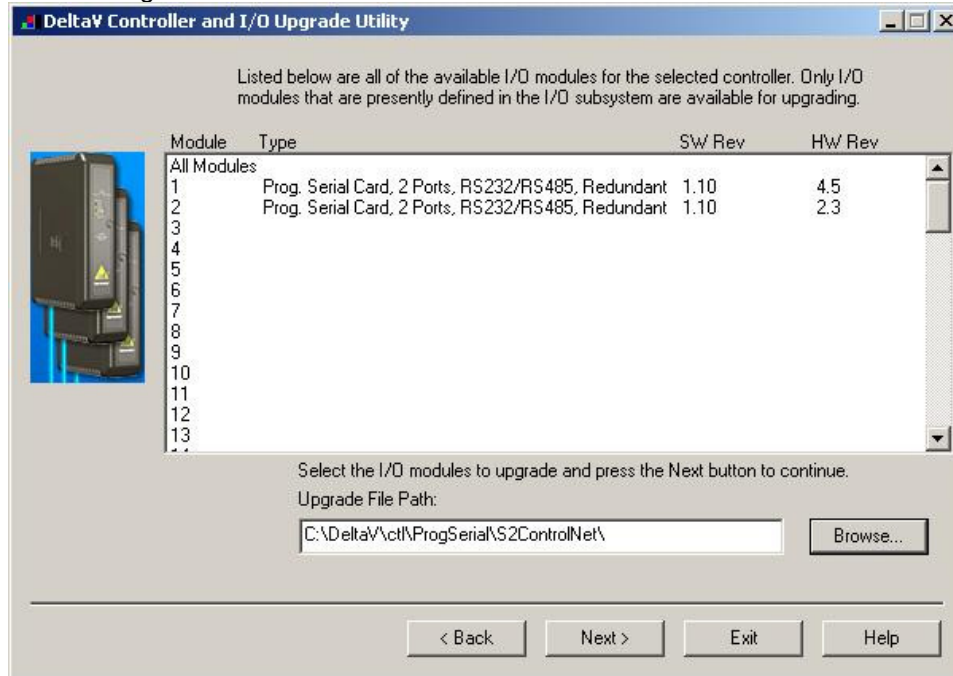 DeltaV Controller and I/O Upgrade Utility
Listed below are all of the available I/O modules for the selected controller. Only I/O
modules that are presently defined in the I/O subsystem are available for upgrading.
Module Type SW Rev HW Rev
All Modules
1 Prog. Serial Card, 2 Ports, RS232/RS485, Redundant 1.10 4.5
2 Prog. Serial Card, 2 Ports, RS232/RS485, Redundant 1.10 2.3
3
4
5
6
7
8
9
10
11
12
13
Select the I/O modules to upgrade and press the Next button to continue.
Upgrade File Path:
C:\DeltaV\ctl\ProgSerial\S2ControlNet\
Browse...
< Back Next > Exit Help